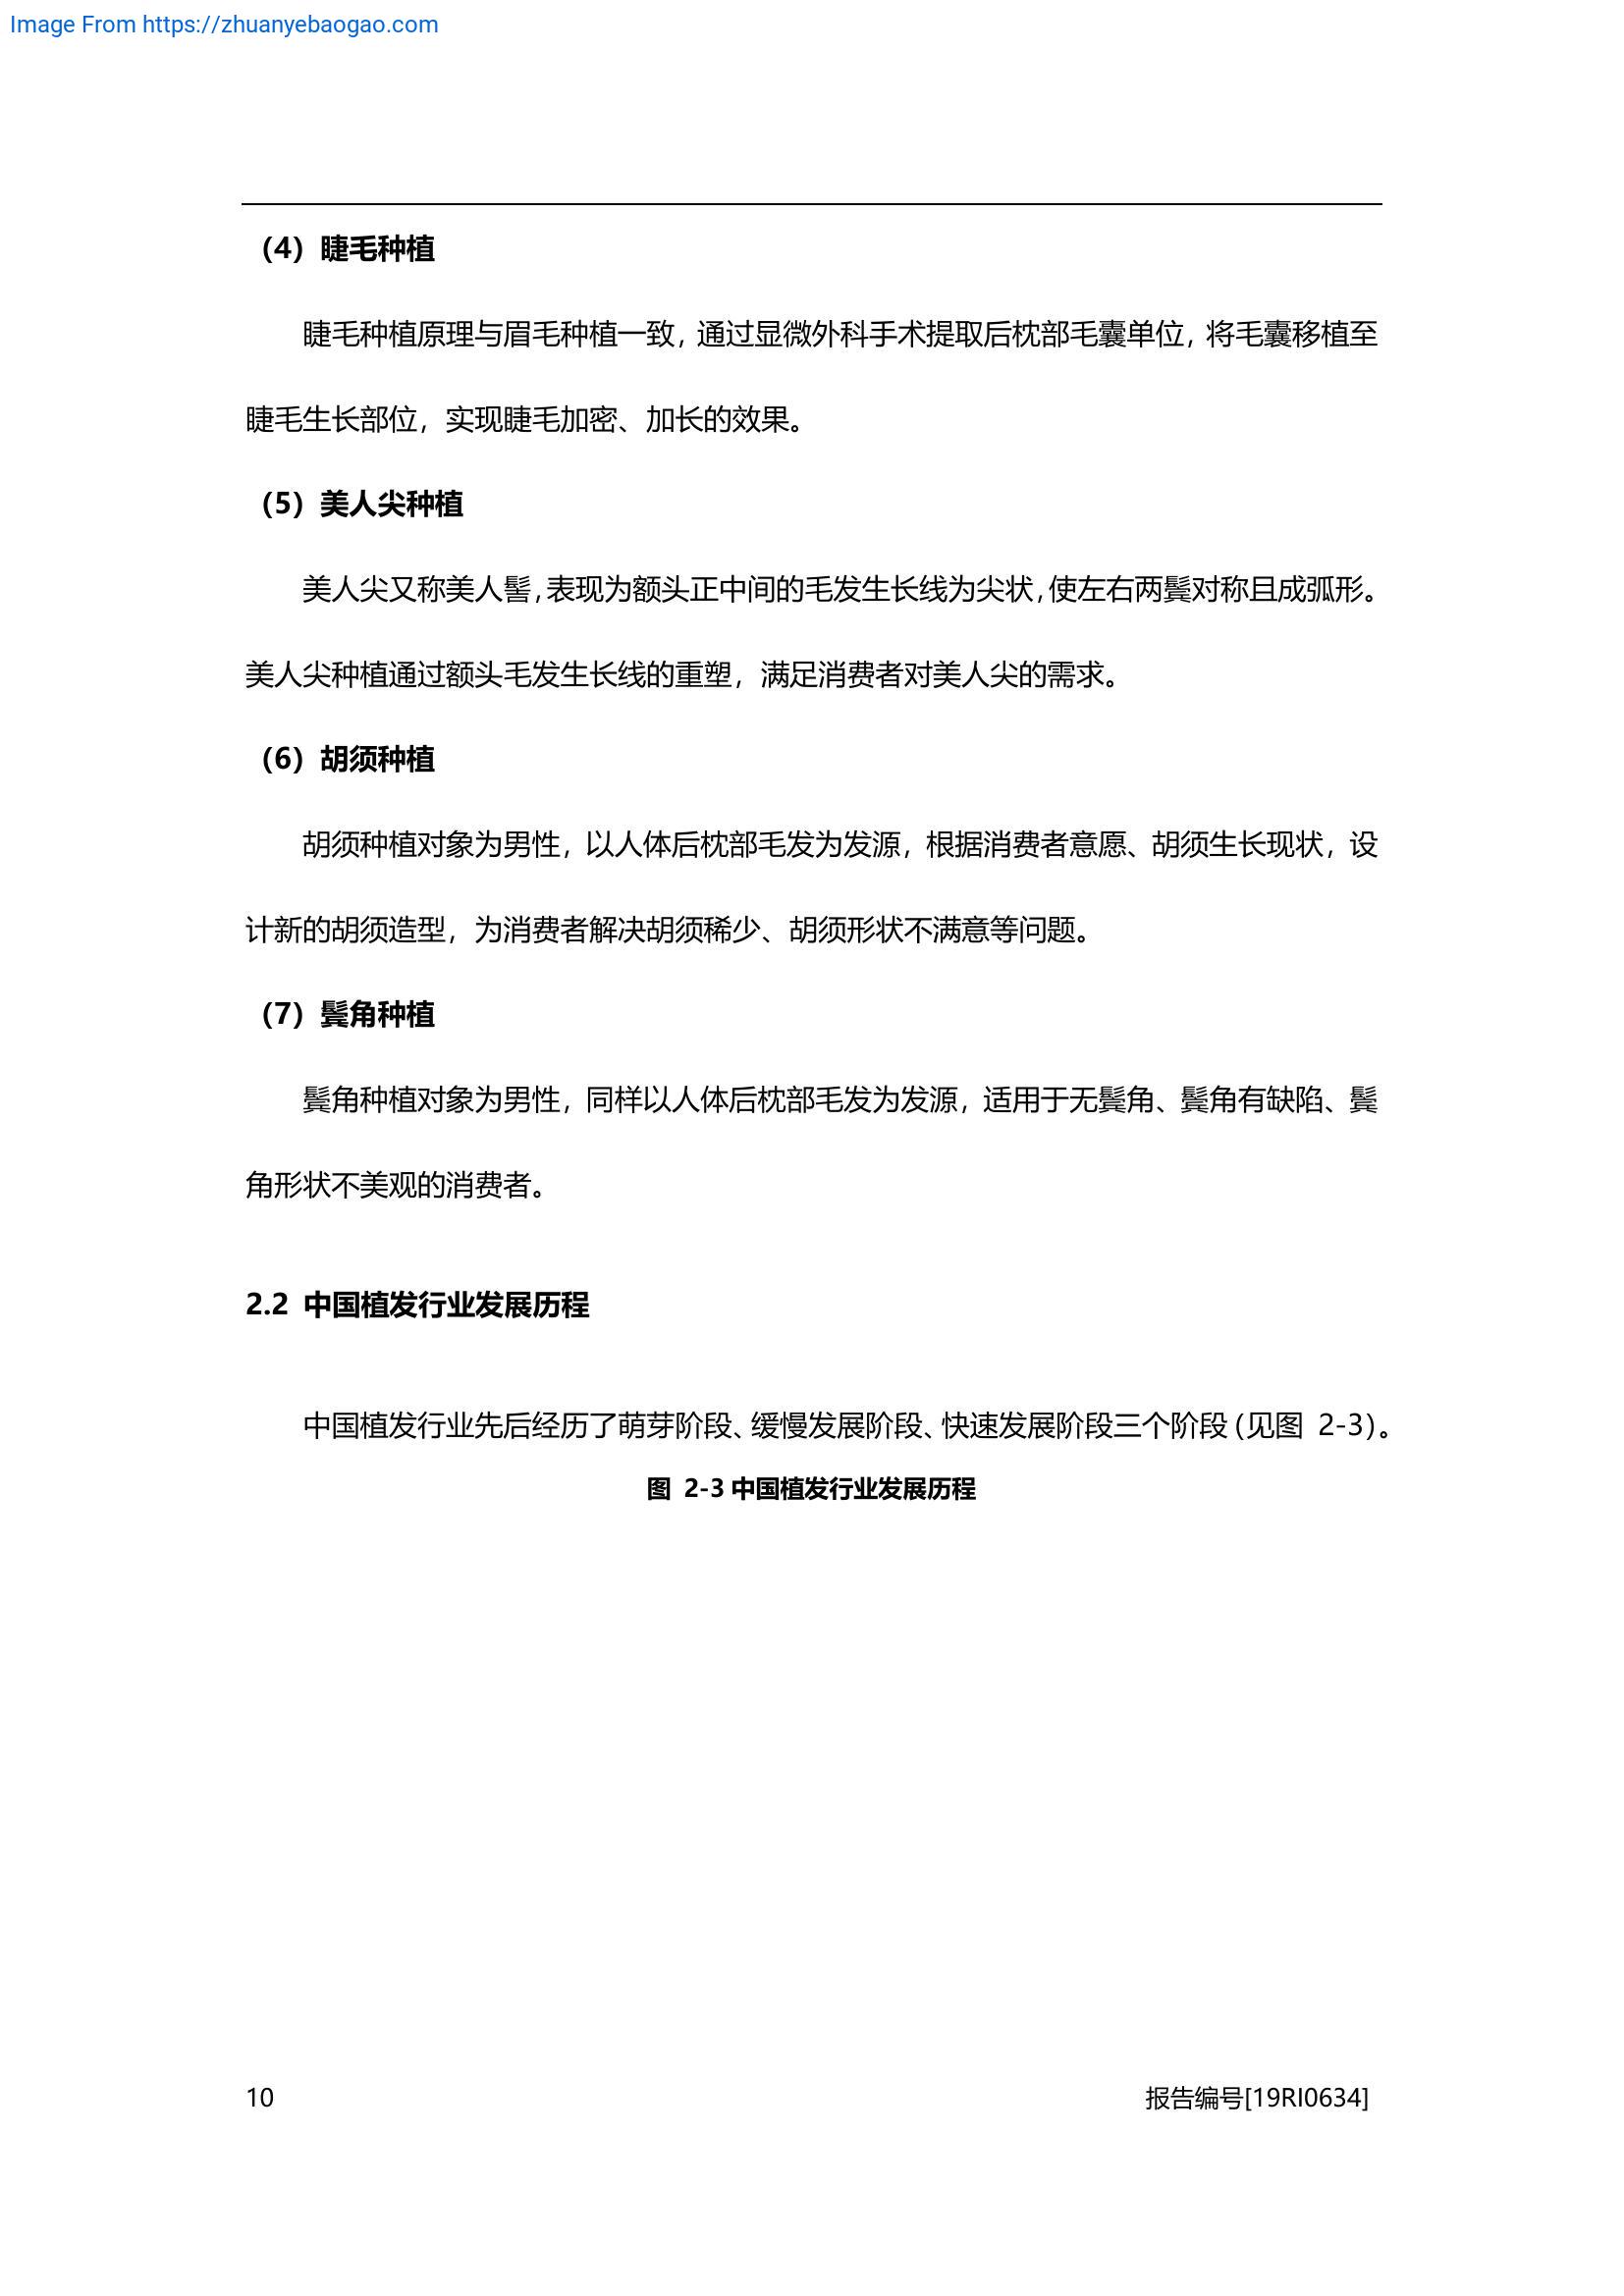 Image From https://zhuanyebaogao.com
（4）睫毛种植
睫毛种植原理与眉毛种植一致，通过显微外科手术提取后枕部毛囊单位，将毛囊移植至
睫毛生长部位，实现睫毛加密、加长的效果。
（5）美人尖种植
美人尖又称美人髻，表现为额头正中间的毛发生长线为尖状，使左右两鬓对称且成弧形。
美人尖种植通过额头毛发生长线的重塑，满足消费者对美人尖的需求。
（6）胡须种植
胡须种植对象为男性，以人体后枕部毛发为发源，根据消费者意愿、胡须生长现状，设
计新的胡须造型，为消费者解决胡须稀少、胡须形状不满意等问题。
（7）鬓角种植
鬓角种植对象为男性，同样以人体后枕部毛发为发源，适用于无鬓角、鬓角有缺陷、鬓
角形状不美观的消费者。
2.2 中国植发行业发展历程
中国植发行业先后经历了萌芽阶段、缓慢发展阶段、快速发展阶段三个阶段（见图 2-3）。
图 2-3 中国植发行业发展历程
10
报告编号[19RI0634]